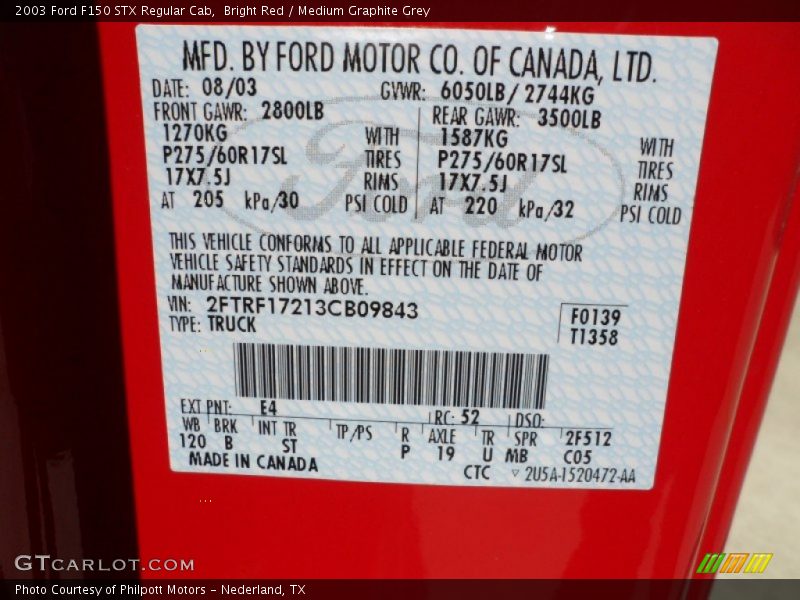 2003 Ford F150 STX Regular Cab,  Bright Red / Medium Graphite Grey
MFD. BY FORD MOTOR CO. OF CANADA, LTD.
DATE: 08/03 GVWR: 6050LB/ 2744KG
FRONT GAWR: 2800LB REAR GAWR: 3500LB
1270KG WITH 1587KG WITH
P275/60R17SL TIRES P275/60R17SL TIRES
17X7.5J RIMS 17X7.5J RIMS
AT 205 kPa/30 PSI COLD AT 220 kPa/32 PSI COLD
Ford
THIS VEHICLE CONFORMS TO ALL APPLICABLE FEDERAL MOTOR
VEHICLE SAFETY STANDARDS IN EFFECT ON THE DATE OF
MANUFACTURE SHOWN ABOVE.
VIN: 2FTRF17213CB09843
TYPE: TRUCK
F0139
T1358
EXT PNT: E4 RC: 52 DSO:
WB BRK INT TR TP/PS R AXLE TR SPR 2F512
120 B ST P 19 U MB C05
MADE IN CANADA CTC ▽ 2U5A-1520472-AA
GTcarlot.com
Photo Courtesy of Philpott Motors - Nederland, TX